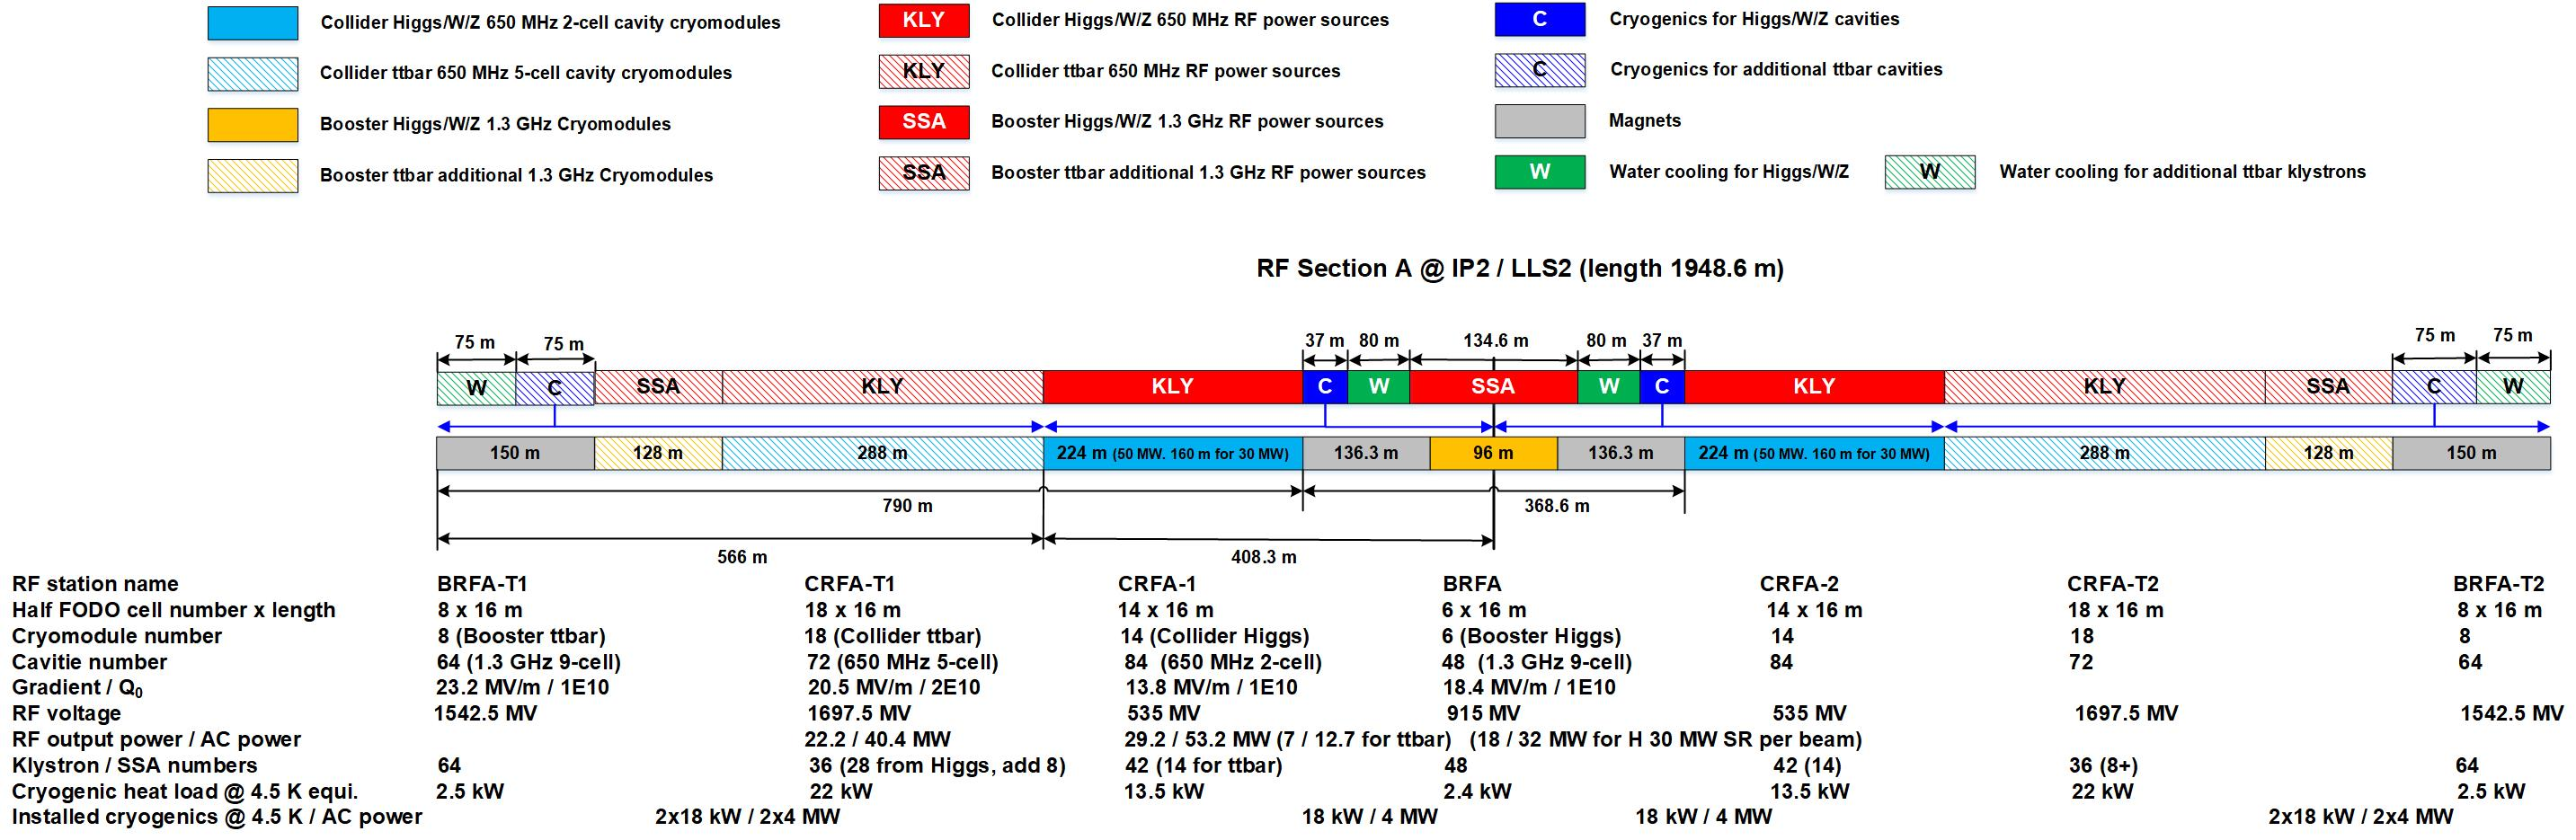 Collider Higgs/W/Z 650 MHz 2-cell cavity cryomodules
KLY Collider Higgs/W/Z 650 MHz RF power sources
C Cryogenics for Higgs/W/Z cavities
Collider ttbar 650 MHz 5-cell cavity cryomodules
KLY Collider ttbar 650 MHz RF power sources
C Cryogenics for additional ttbar cavities
Booster Higgs/W/Z 1.3 GHz Cryomodules
SSA Booster Higgs/W/Z 1.3 GHz RF power sources
Magnets
Booster ttbar additional 1.3 GHz Cryomodules
SSA Booster ttbar additional 1.3 GHz RF power sources
W Water cooling for Higgs/W/Z
W Water cooling for additional ttbar klystrons
RF Section A @ IP2 / LLS2 (length 1948.6 m)
75 m 75 m 37 m 80 m 134.6 m 80 m 37 m 75 m 75 m
W C SSA KLY KLY C W SSA W C KLY KLY SSA C W
150 m 128 m 288 m 224 m (50 MW. 160 m for 30 MW) 136.3 m 96 m 136.3 m 224 m (50 MW. 160 m for 30 MW) 288 m 128 m 150 m
790 m 368.6 m
566 m 408.3 m
RF station name BRFA-T1 CRFA-T1 CRFA-1 BRFA CRFA-2 CRFA-T2 BRFA-T2
Half FODO cell number x length 8 x 16 m 18 x 16 m 14 x 16 m 6 x 16 m 14 x 16 m 18 x 16 m 8 x 16 m
Cryomodule number 8 (Booster ttbar) 18 (Collider ttbar) 14 (Collider Higgs) 6 (Booster Higgs) 14 18 8
Cavitie number 64 (1.3 GHz 9-cell) 72 (650 MHz 5-cell) 84 (650 MHz 2-cell) 48 (1.3 GHz 9-cell) 84 72 64
Gradient / Q0 23.2 MV/m / 1E10 20.5 MV/m / 2E10 13.8 MV/m / 1E10 18.4 MV/m / 1E10
RF voltage 1542.5 MV 1697.5 MV 535 MV 915 MV 535 MV 1697.5 MV 1542.5 MV
RF output power / AC power 22.2 / 40.4 MW 29.2 / 53.2 MW (7 / 12.7 for ttbar) (18 / 32 MW for H 30 MW SR per beam)
Klystron / SSA numbers 64 36 (28 from Higgs, add 8) 42 (14 for ttbar) 48 42 (14) 36 (8+) 64
Cryogenic heat load @ 4.5 K equi. 2.5 kW 22 kW 13.5 kW 2.4 kW 13.5 kW 22 kW 2.5 kW
Installed cryogenics @ 4.5 K / AC power 2x18 kW / 2x4 MW 18 kW / 4 MW 18 kW / 4 MW 2x18 kW / 2x4 MW